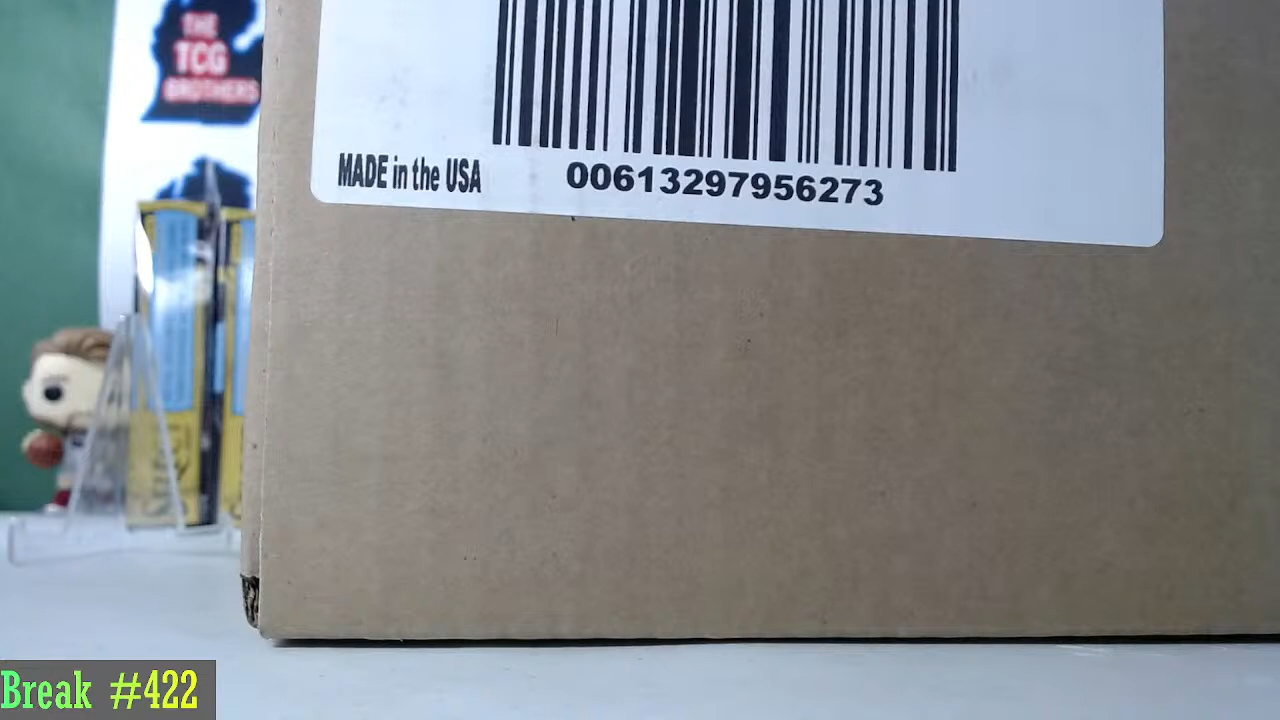 THE
TCG
BROTHERS
MADE in the USA
00613297956273
Break #422